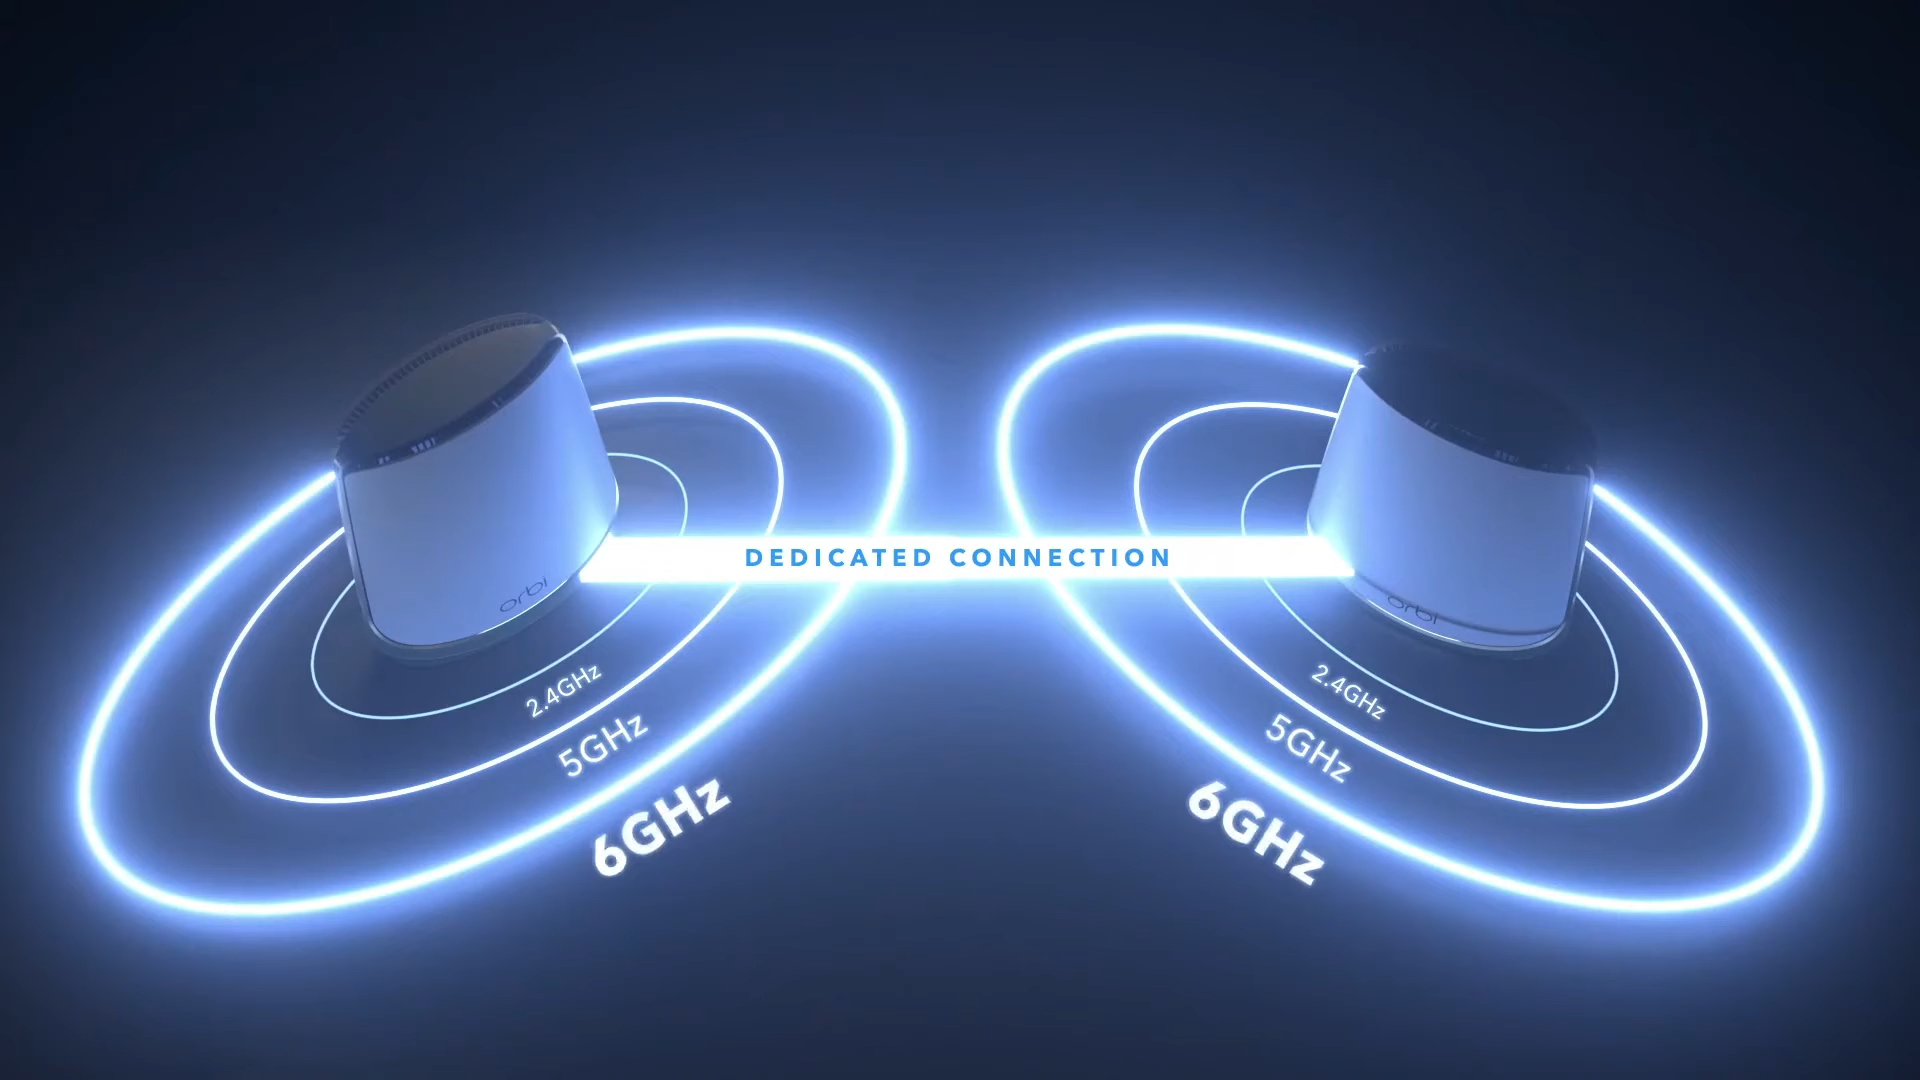 DEDICATED CONNECTION
orbi
orbi
2.4GHz
5GHz
6GHz
2.4GHz
5GHz
6GHz